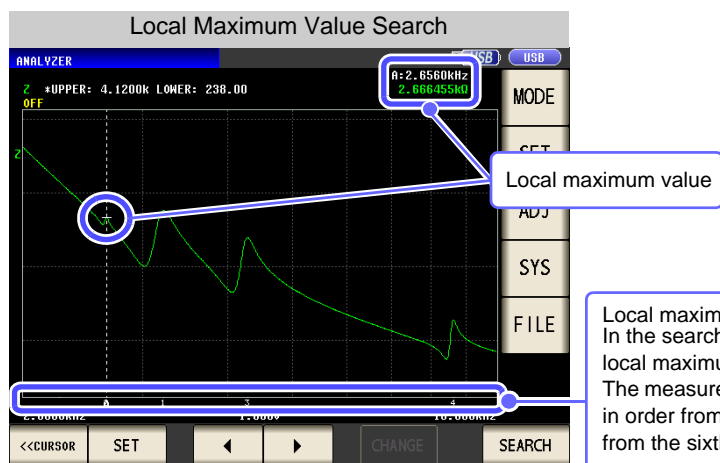 Local Maximum Value Search
ANALYZER
USB
USB
Z *UPPER: 4.1200k LOWER: 238.00
OFF
A:2.6560kHz
2.666455kΩ
MODE
Z
Local maximum value
ADJ
SYS
FILE
Local maxim
In the search
local maximu
The measure
in order from
from the sixth
1 3 4
<<CURSOR SET CHANGE SEARCH